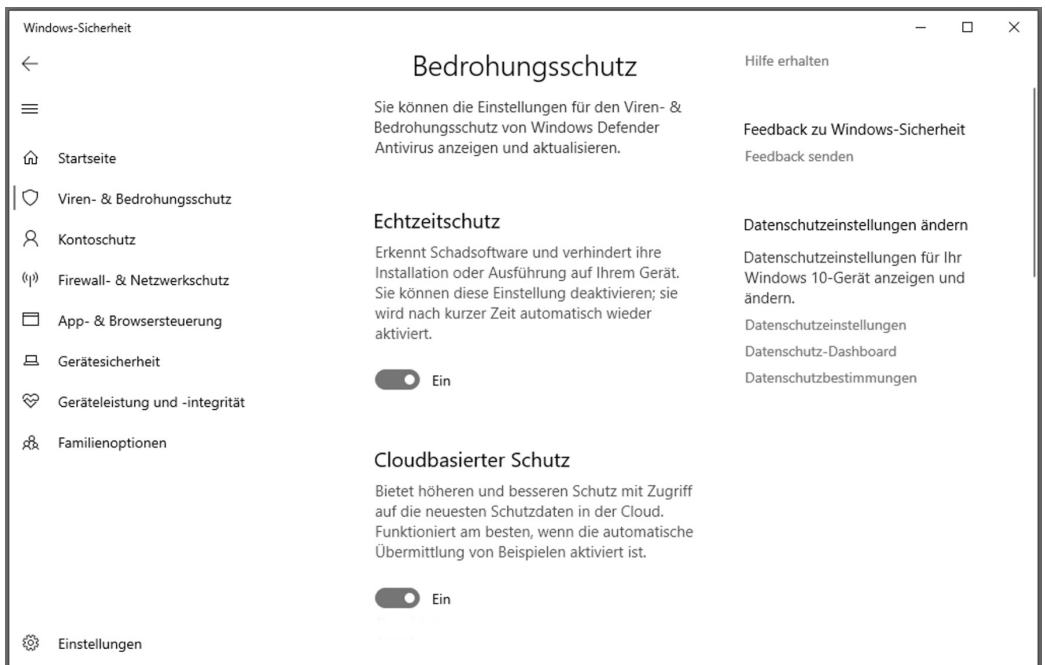 Windows-Sicherheit
Startseite
Viren- & Bedrohungsschutz
Kontoschutz
Firewall- & Netzwerkschutz
App- & Browsersteuerung
Gerätesicherheit
Geräteleistung und -integrität
Familienoptionen
Einstellungen
Bedrohungsschutz
Sie können die Einstellungen für den Viren- &
Bedrohungsschutz von Windows Defender
Antivirus anzeigen und aktualisieren.
Echtzeitschutz
Erkennt Schadsoftware und verhindert ihre
Installation oder Ausführung auf Ihrem Gerät.
Sie können diese Einstellung deaktivieren; sie
wird nach kurzer Zeit automatisch wieder
aktiviert.
Ein
Cloudbasierter Schutz
Bietet höheren und besseren Schutz mit Zugriff
auf die neuesten Schutzdaten in der Cloud.
Funktioniert am besten, wenn die automatische
Übermittlung von Beispielen aktiviert ist.
Ein
Hilfe erhalten
Feedback zu Windows-Sicherheit
Feedback senden
Datenschutzeinstellungen ändern
Datenschutzeinstellungen für Ihr
Windows 10-Gerät anzeigen und
ändern.
Datenschutzeinstellungen
Datenschutz-Dashboard
Datenschutzbestimmungen